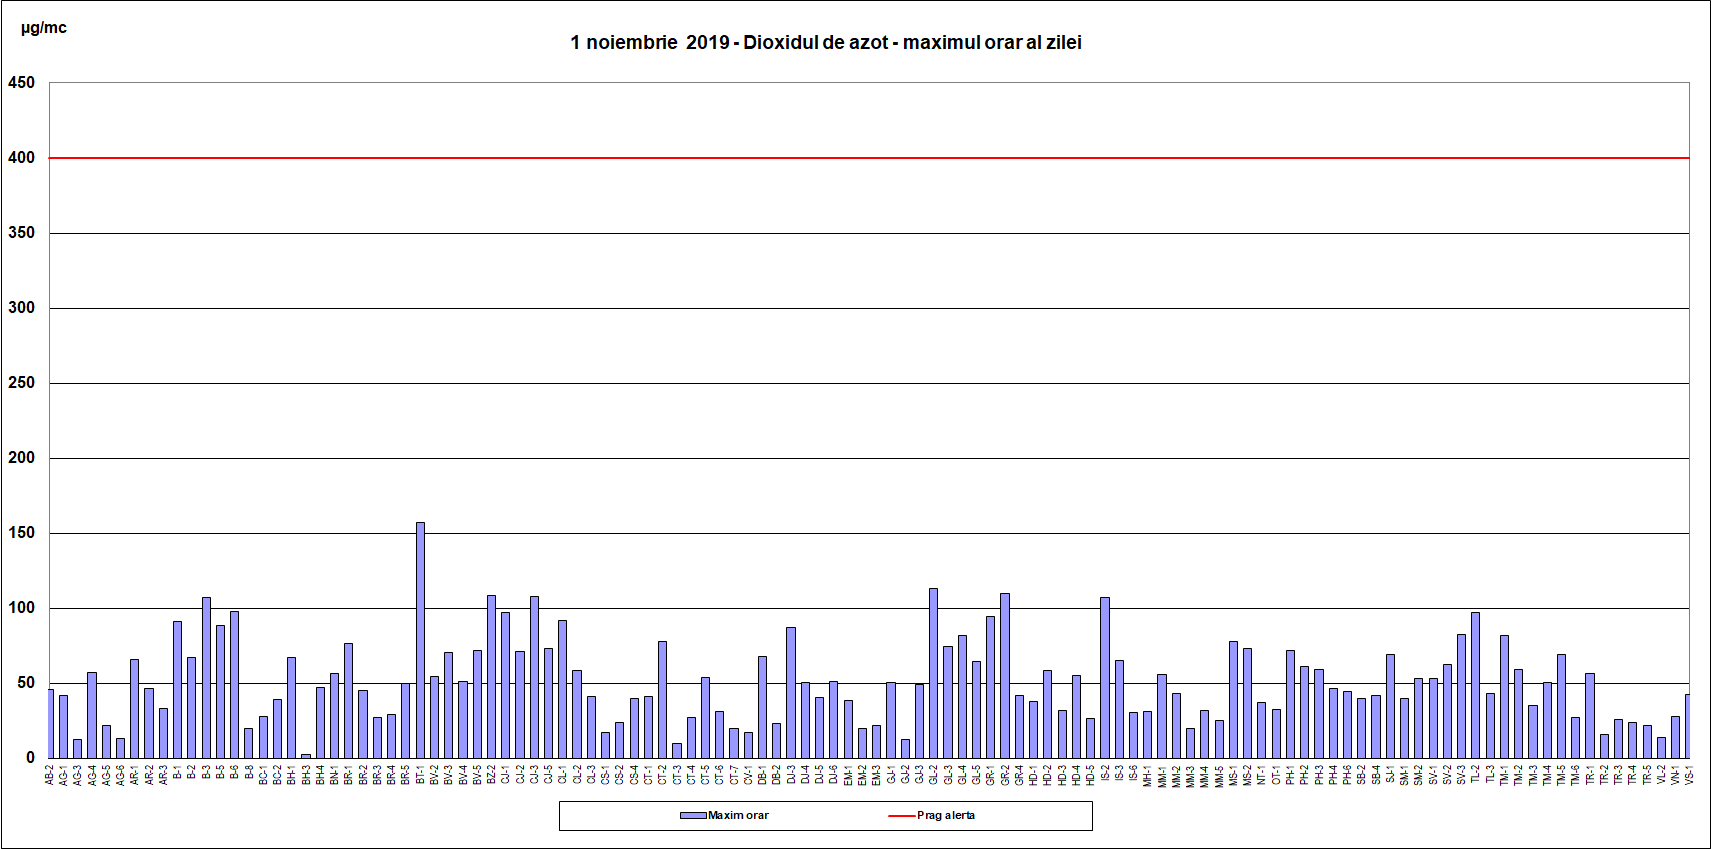 µg/mc
1 noiembrie 2019 - Dioxidul de azot - maximul orar al zilei
450
400
350
300
250
200
150
100
50
0
AB-2 AG-1 AG-3 AG-4 AG-5 AG-6 AR-1 AR-2 AR-3 B-1 B-2 B-3 B-5 B-6 B-8 BC-1 BC-2 BH-1 BH-3 BH-4 BN-1 BR-1 BR-2 BR-3 BR-4 BR-5 BT-1 BV-2 BV-3 BV-4 BV-5 BZ-2 CJ-1 CJ-2 CJ-3 CJ-5 CL-1 CL-2 CL-3 CS-1 CS-2 CS-4 CT-1 CT-2 CT-3 CT-4 CT-5 CT-6 CT-7 CV-1 DB-1 DB-2 DJ-3 DJ-4 DJ-5 DJ-6 EM-1 EM-2 EM-3 GJ-1 GJ-2 GJ-3 GL-2 GL-3 GL-4 GL-5 GR-1 GR-2 GR-4 HD-1 HD-2 HD-3 HD-4 HD-5 IS-2 IS-3 IS-6 MH-1 MM-1 MM-2 MM-3 MM-4 MM-5 MS-1 MS-2 NT-1 OT-1 PH-1 PH-2 PH-3 PH-4 PH-6 SB-2 SB-4 SJ-1 SM-1 SM-2 SV-1 SV-2 SV-3 TL-2 TL-3 TM-1 TM-2 TM-3 TM-4 TM-5 TM-6 TR-1 TR-2 TR-3 TR-4 TR-5 VL-2 VN-1 VS-1
Maxim orar Prag alerta